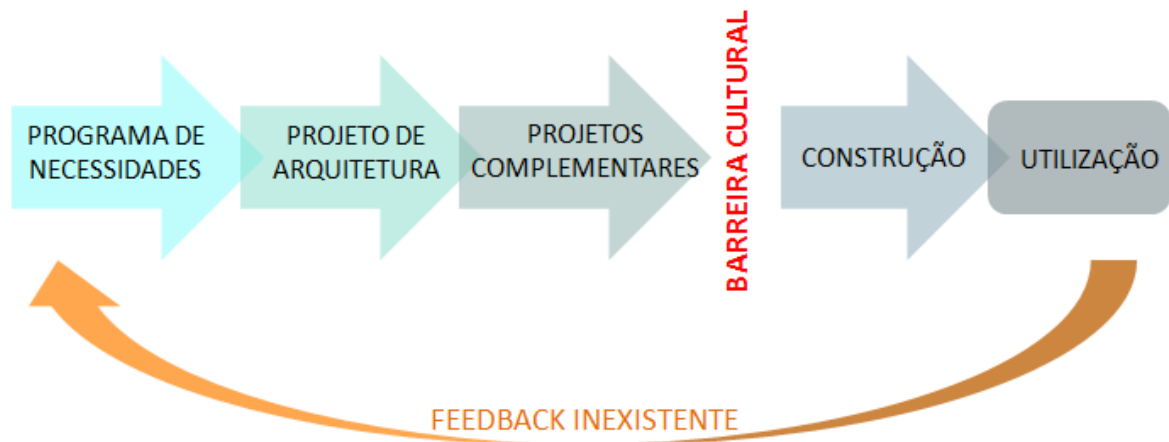 PROGRAMA DE
NECESSIDADES
PROJETO DE
ARQUITETURA
PROJETOS
COMPLEMENTARES
BARREIRA CULTURAL
CONSTRUÇÃO
UTILIZAÇÃO
FEEDBACK INEXISTENTE